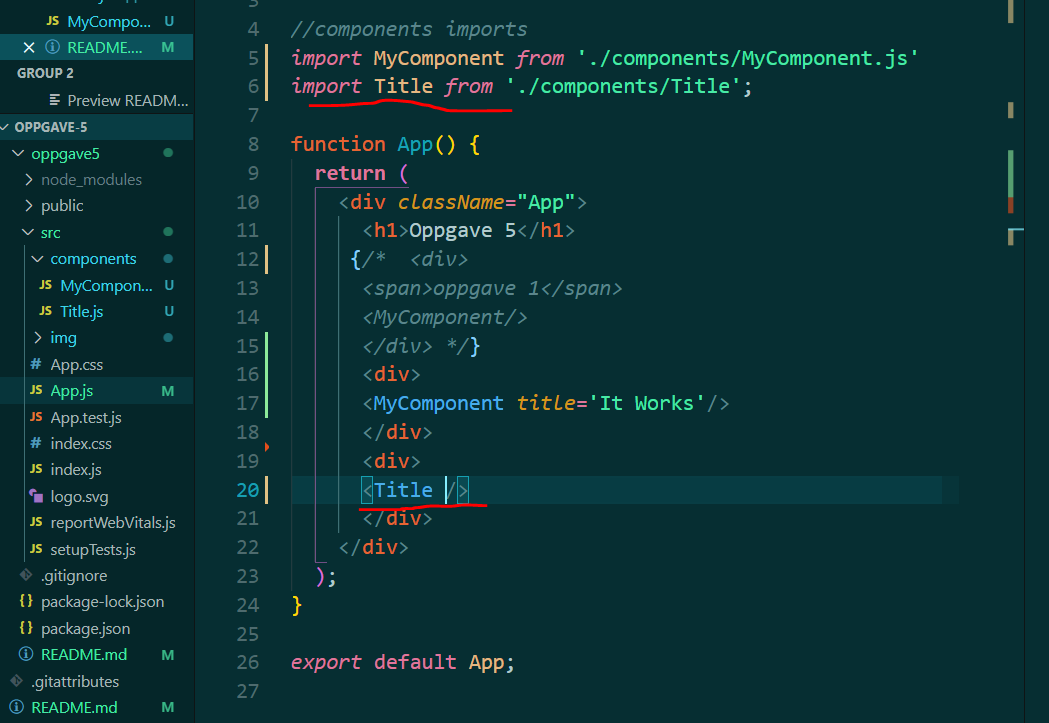 JS MyCompo... U
README.... M
GROUP 2
Preview READM...
OPPGAVE-5
oppgave5
node_modules
public
src
components
JS MyCompon... U
JS Title.js U
img
# App.css
JS App.js M
JS App.test.js
# index.css
JS index.js
logo.svg
JS reportWebVitals.js
JS setupTests.js
.gitignore
{} package-lock.json
{} package.json
README.md M
.gitattributes
README.md M
3
4 //components imports
5 import MyComponent from './components/MyComponent.js'
6 import Title from './components/Title';
7
8 function App() {
9 return (
10 <div className="App">
11 <h1>Oppgave 5</h1>
12 {/* <div>
13 <span>oppgave 1</span>
14 <MyComponent/>
15 </div> */}
16 <div>
17 <MyComponent title='It Works'/>
18 </div>
19 <div>
20 <Title />
21 </div>
22 </div>
23 );
24 }
25
26 export default App;
27